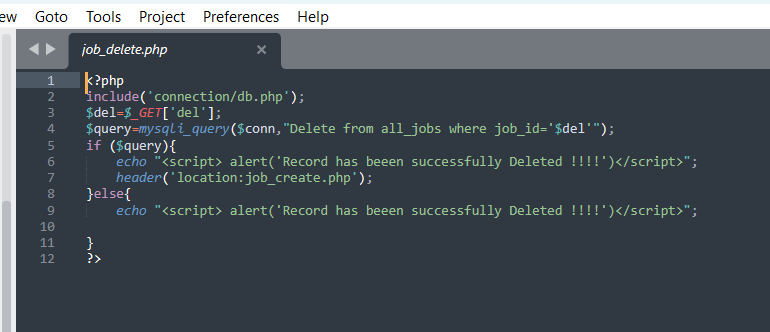 ew Goto Tools Project Preferences Help
job_delete.php ×
1 <?php
2 include('connection/db.php');
3 $del=$_GET['del'];
4 $query=mysqli_query($conn,"Delete from all_jobs where job_id='$del'");
5 if ($query){
6 echo "<script> alert('Record has beeen successfully Deleted !!!!')</script>";
7 header('location:job_create.php');
8 }else{
9 echo "<script> alert('Record has beeen successfully Deleted !!!!')</script>";
10
11 }
12 ?>